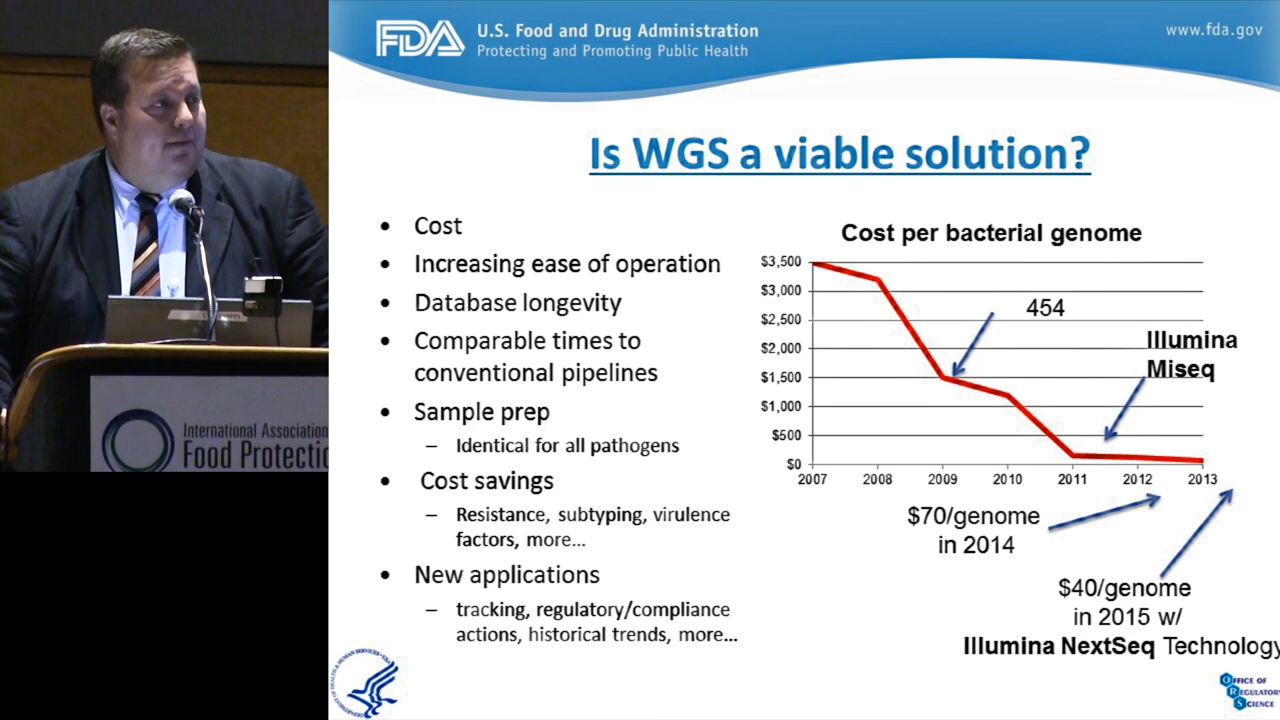 FDA
U.S. Food and Drug Administration
Protecting and Promoting Public Health
www.fda.gov
Is WGS a viable solution?
• Cost
• Increasing ease of operation
• Database longevity
• Comparable times to
conventional pipelines
• Sample prep
– Identical for all pathogens
• Cost savings
– Resistance, subtyping, virulence
factors, more...
• New applications
– tracking, regulatory/compliance
actions, historical trends, more...
Cost per bacterial genome
$3,500
$3,000
$2,500
$2,000
$1,500
$1,000
$500
$0
2007 2008 2009 2010 2011 2012 2013
454
Illumina
Miseq
$70/genome
in 2014
$40/genome
in 2015 w/
Illumina NextSeq Technology
International Association
Food Protectio
OFFICE OF
REGULATORY
SCIENCE